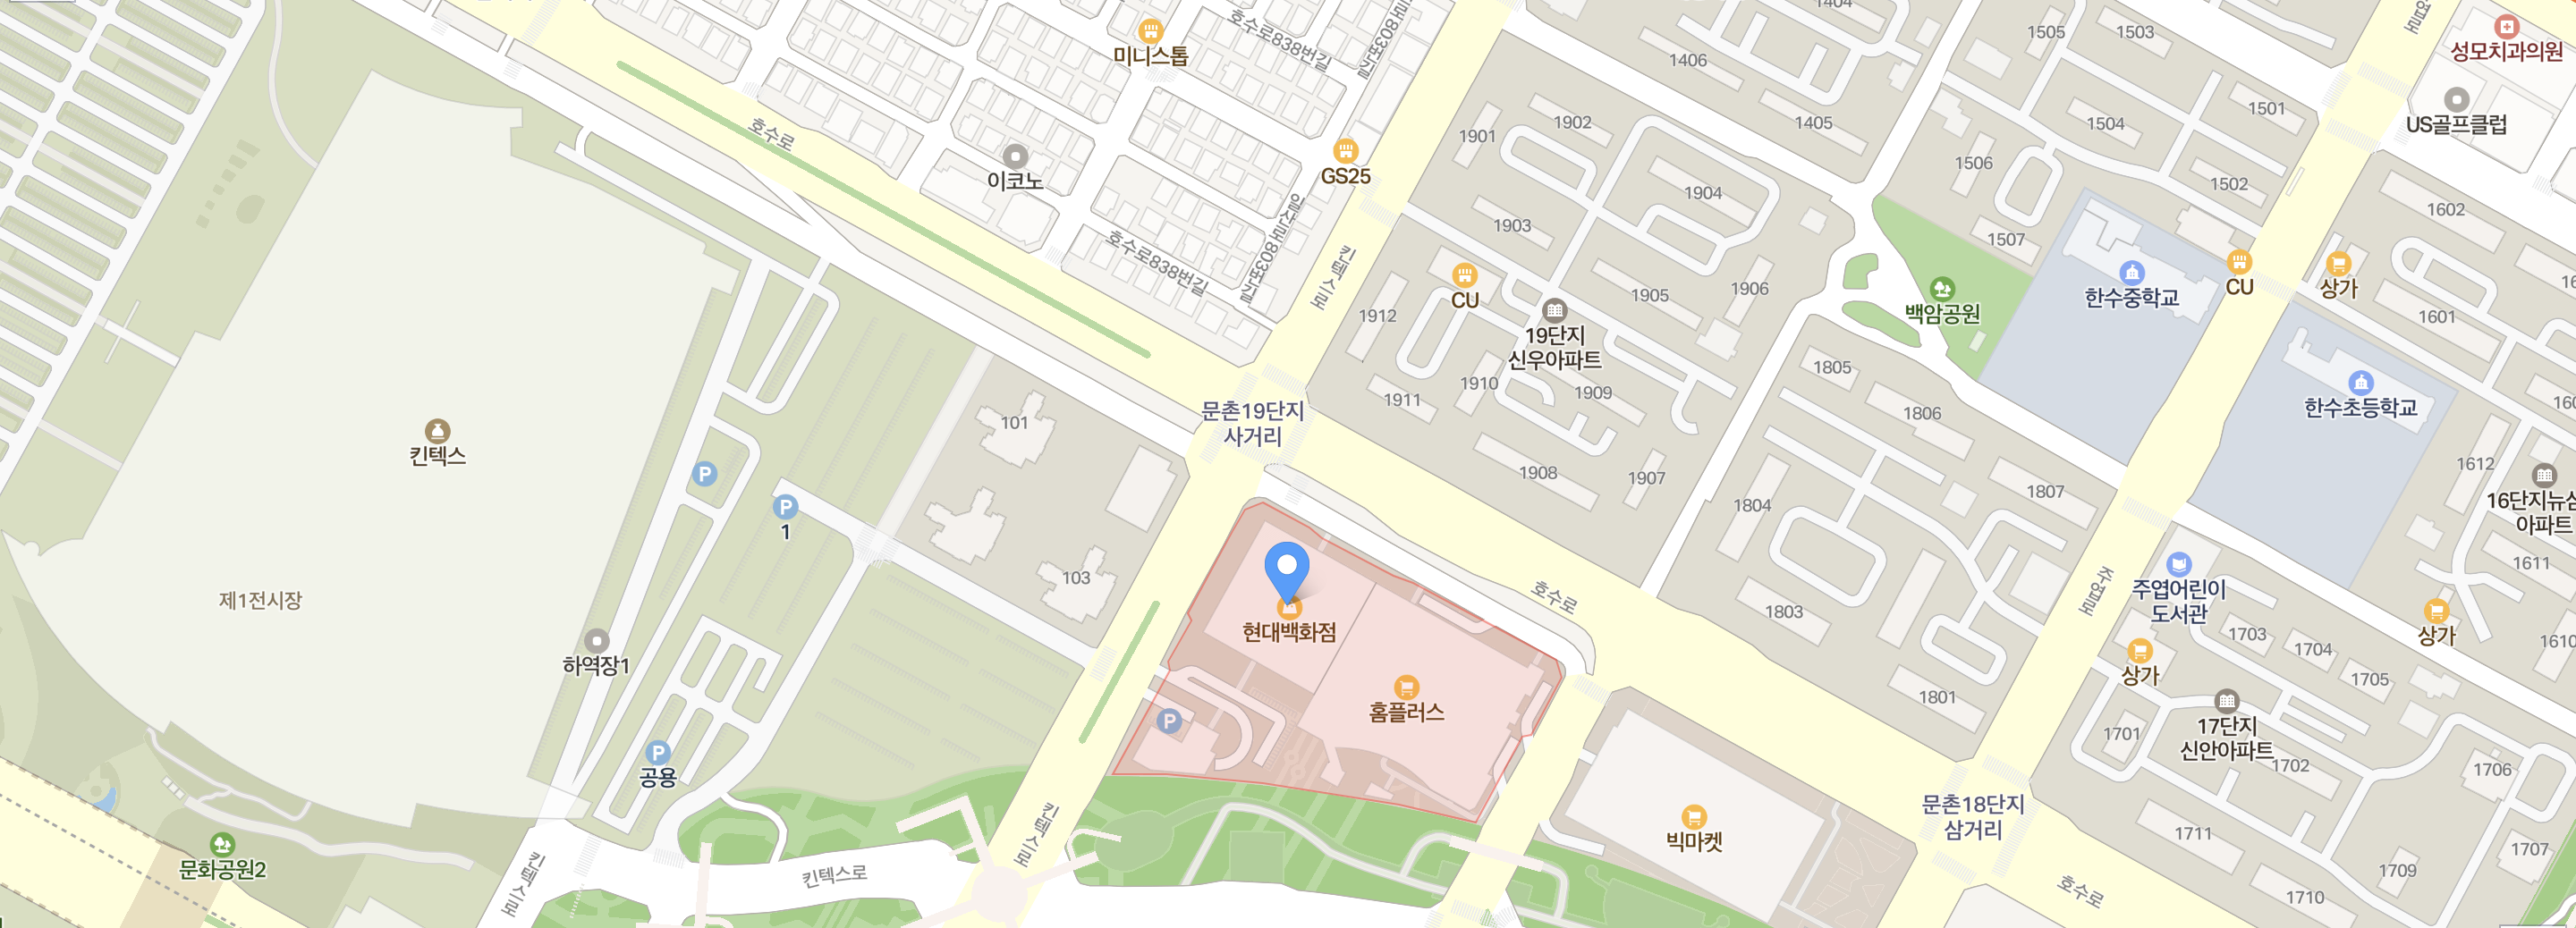 1404
호수로838번길
미니스톱
1406
1505
1503
성모치과의원
US골프클럽
호수로
이코노
GS25
1901
1902
1405
1504
1501
1506
1904
1502
1602
1903
1507
호수로838번길
일산로803번길
킨텍스로
CU
1905
1906
백암공원
한수중학교
CU
상가
1912
19단지
신우아파트
1601
1910
1909
1911
1805
1806
한수초등학교
문촌19단지
사거리
101
킨텍스
1908
1907
1612
16단지뉴삼
아파트
1804
1807
P
P
1
1611
103
제1전시장
현대백화점
호수로
주엽로
주엽어린이
도서관
1803
상가
1610
하역장1
1703
1704
1705
상가
1801
홈플러스
P
1701
17단지
신안아파트
1702
1706
P
공용
문촌18단지
삼거리
빅마켓
1711
1707
문화공원2
킨텍스로
킨텍스로
킨텍스로
1709
1710
호수로